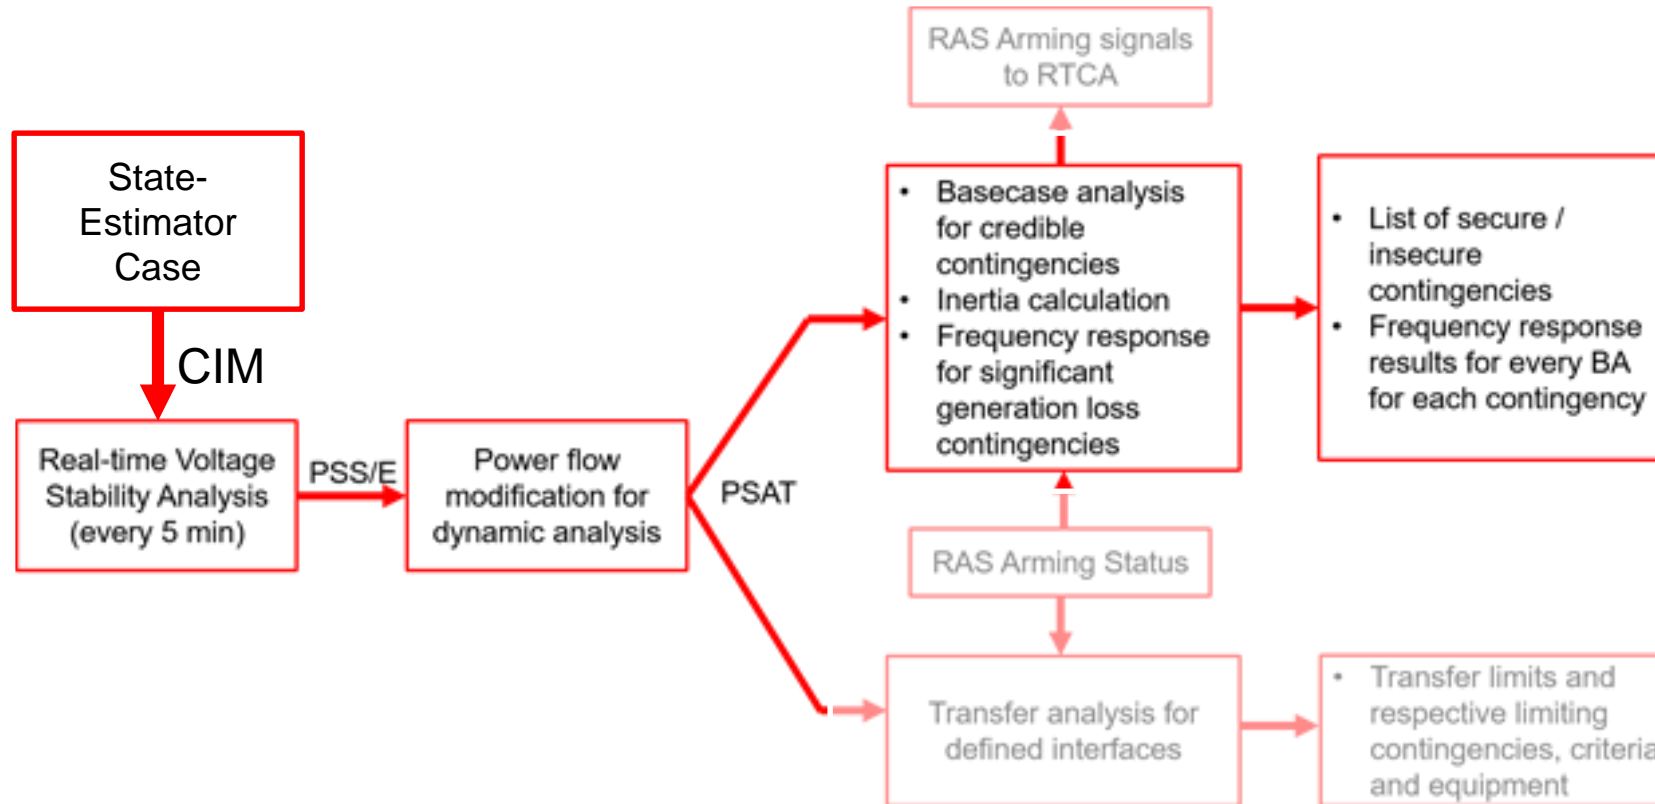 RAS Arming signals
to RTCA
State-
Estimator
Case
CIM
Real-time Voltage
Stability Analysis
(every 5 min)
PSS/E
Power flow
modification for
dynamic analysis
PSAT
• Basecase analysis
for credible
contingencies
• Inertia calculation
• Frequency response
for significant
generation loss
contingencies
• List of secure /
insecure
contingencies
• Frequency response
results for every BA
for each contingency
RAS Arming Status
Transfer analysis for
defined interfaces
• Transfer limits and
respective limiting
contingencies, criteria
and equipment